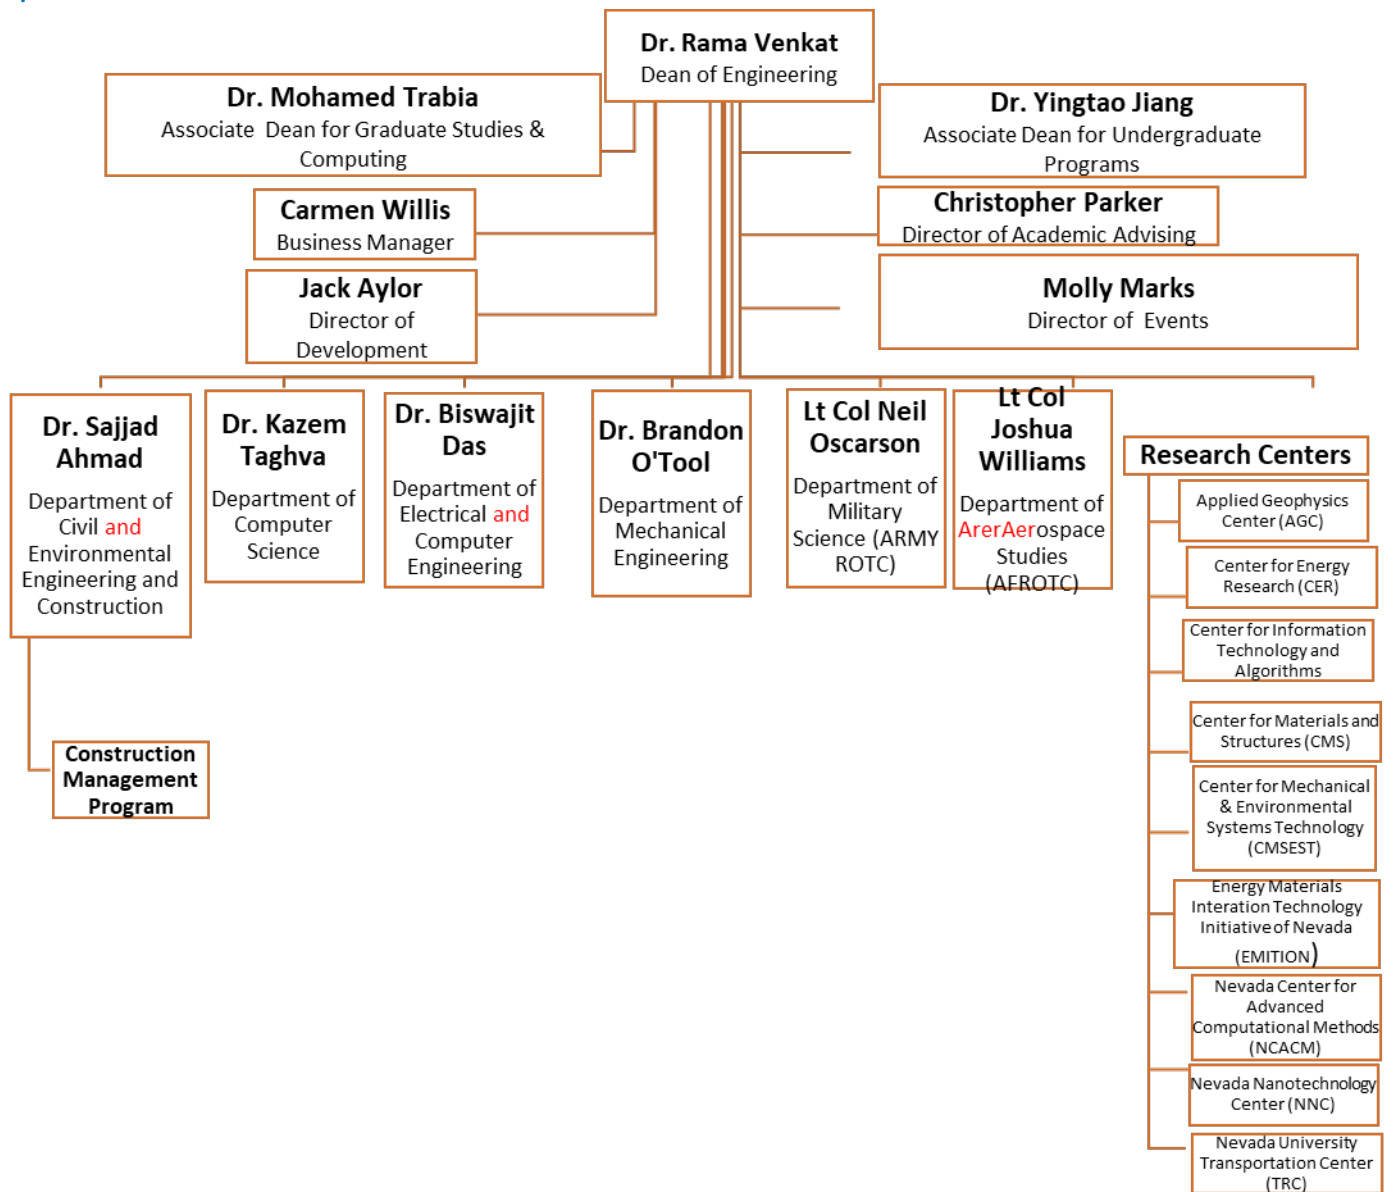 Dr. Rama Venkat
Dean of Engineering
Dr. Mohamed Trabia
Associate Dean for Graduate Studies &
Computing
Dr. Yingtao Jiang
Associate Dean for Undergraduate
Programs
Carmen Willis
Business Manager
Christopher Parker
Director of Academic Advising
Jack Aylor
Director of
Development
Molly Marks
Director of Events
Dr. Sajjad
Ahmad
Department of
Civil and
Environmental
Engineering and
Construction
Dr. Kazem
Taghva
Department of
Computer
Science
Dr. Biswajit
Das
Department of
Electrical and
Computer
Engineering
Dr. Brandon
O'Tool
Department of
Mechanical
Engineering
Lt Col Neil
Oscarson
Department of
Military
Science (ARMY
ROTC)
Lt Col
Joshua
Williams
Department of
ArerAerospace
Studies
(AFROTC)
Research Centers
Applied Geophysics
Center (AGC)
Center for Energy
Research (CER)
Center for Information
Technology and
Algorithms
Center for Materials and
Structures (CMS)
Center for Mechanical
& Environmental
Systems Technology
(CMSEST)
Energy Materials
Interation Technology
Initiative of Nevada
(EMITION)
Nevada Center for
Advanced
Computational Methods
(NCACM)
Nevada Nanotechnology
Center (NNC)
Nevada University
Transportation Center
(TRC)
Construction
Management
Program